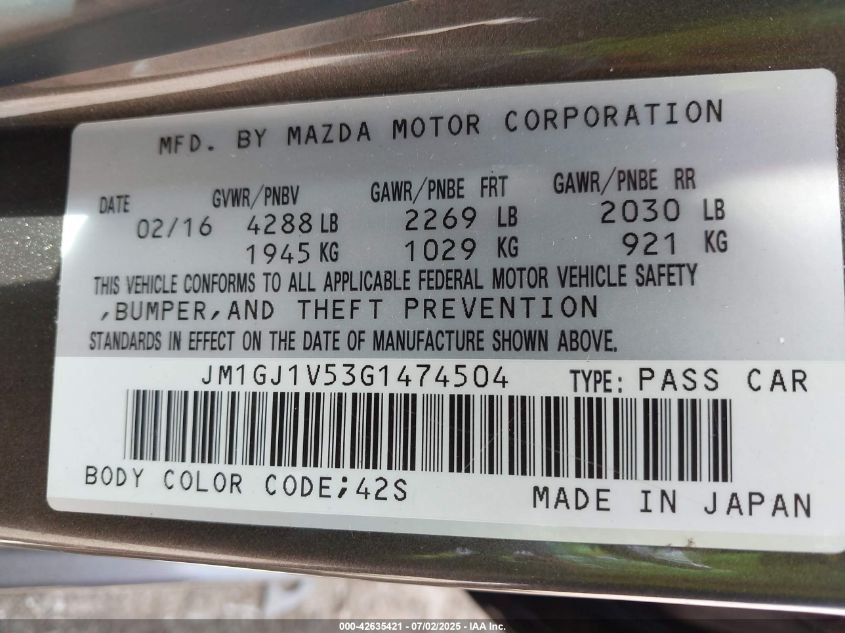 MFD. BY MAZDA MOTOR CORPORATION
DATE GVWR/PNBV GAWR/PNBE FRT GAWR/PNBE RR
02/16 4288 LB 2269 LB 2030 LB
1945 KG 1029 KG 921 KG
THIS VEHICLE CONFORMS TO ALL APPLICABLE FEDERAL MOTOR VEHICLE SAFETY
,BUMPER,AND THEFT PREVENTION
STANDARDS IN EFFECT ON THE DATE OF MANUFACTURE SHOWN ABOVE.
JM1GJ1V53G1474504 TYPE: PASS CAR
BODY COLOR CODE;42S MADE IN JAPAN
000-42635421 - 07/02/2025 - IAA Inc.